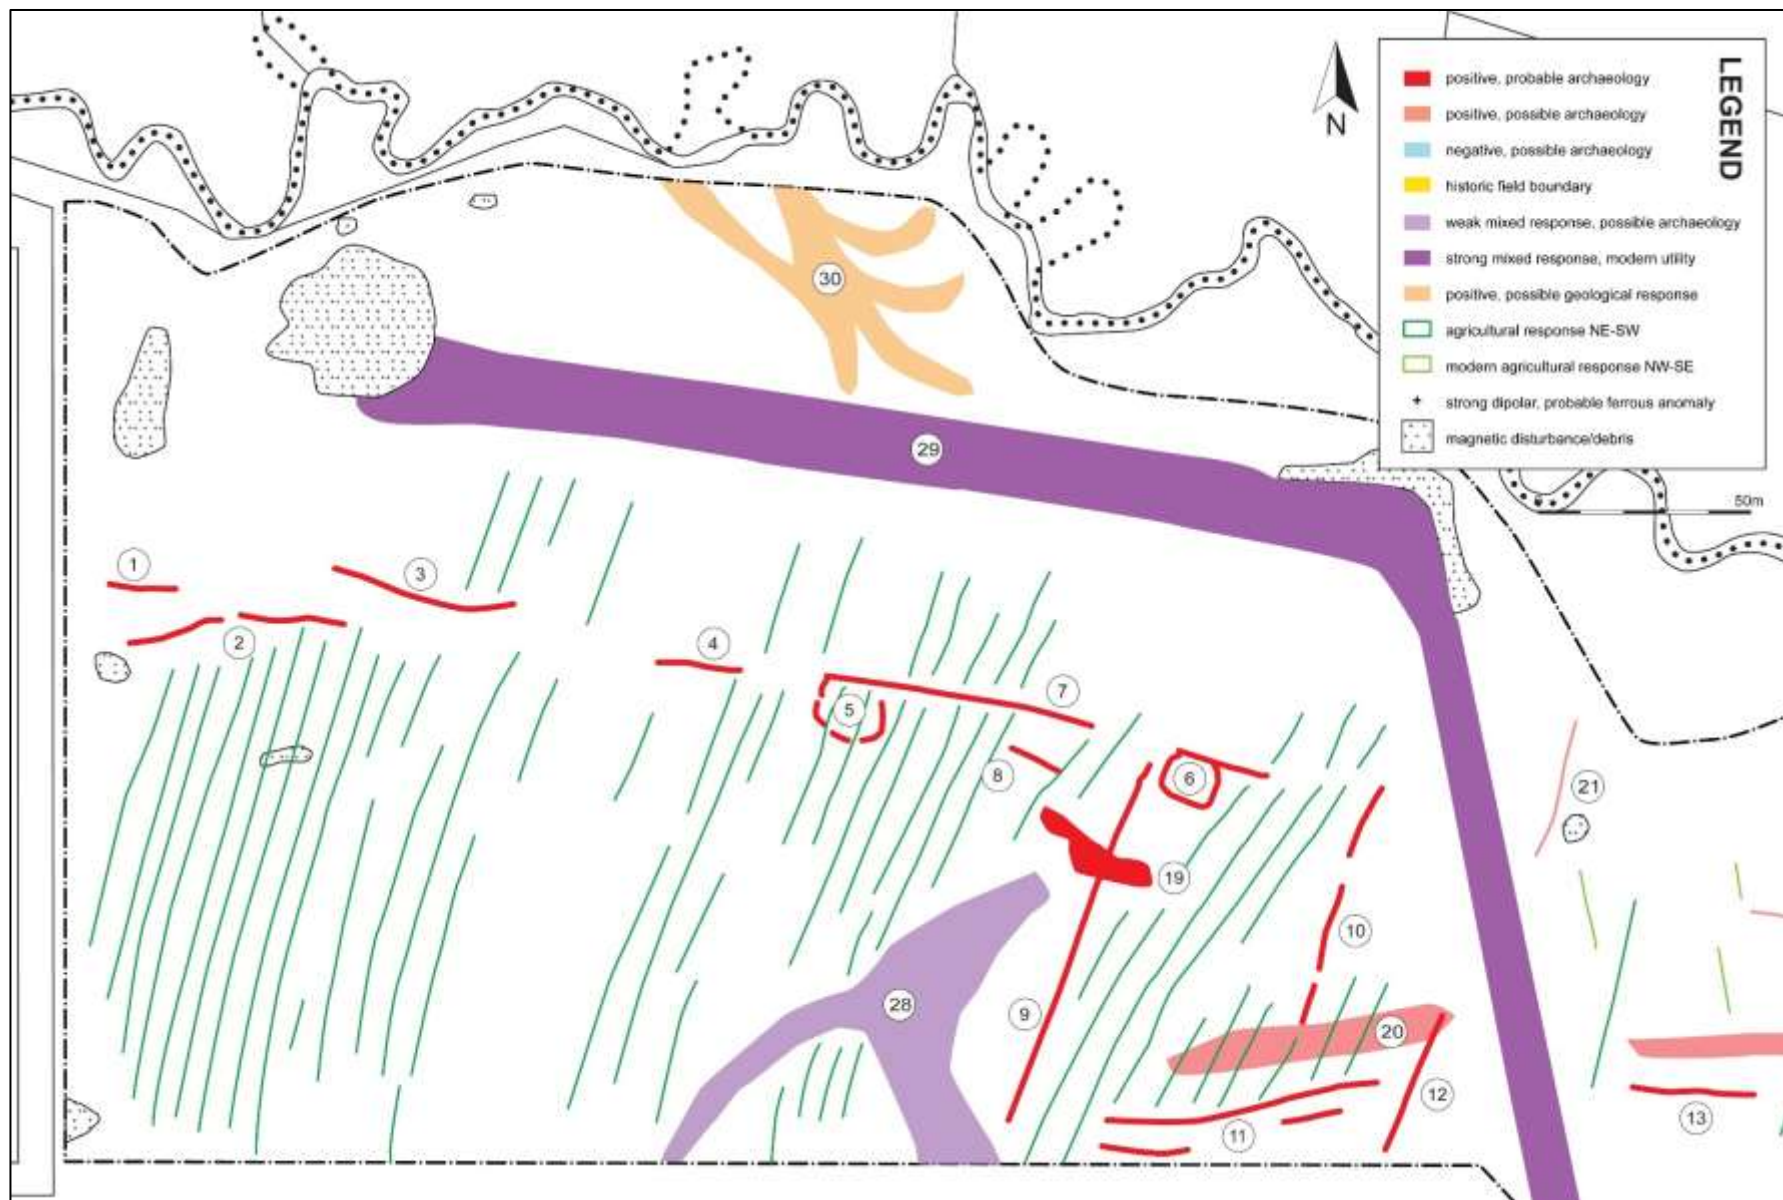 LEGEND
positive, probable archaeology
positive, possible archaeology
negative, possible archaeology
historic field boundary
weak mixed response, possible archaeology
strong mixed response, modern utility
positive, possible geological response
agricultural response NE-SW
modern agricultural response NW-SE
strong dipolar, probable ferrous anomaly
magnetic disturbance/debris
N
50m
30
29
1
3
2
4
7
5
8
6
21
19
10
28
9
20
12
13
11